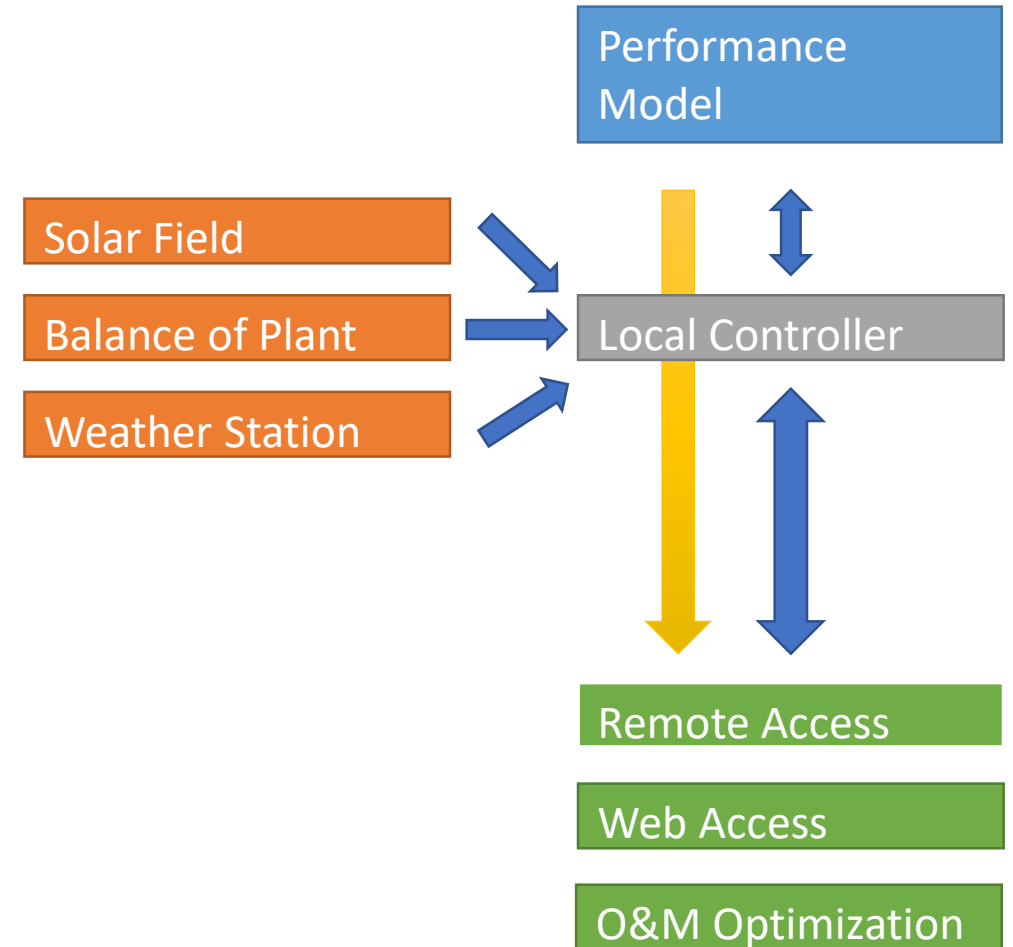 Performance
Model
Solar Field
Balance of Plant
Local Controller
Weather Station
Remote Access
Web Access
O&M Optimization